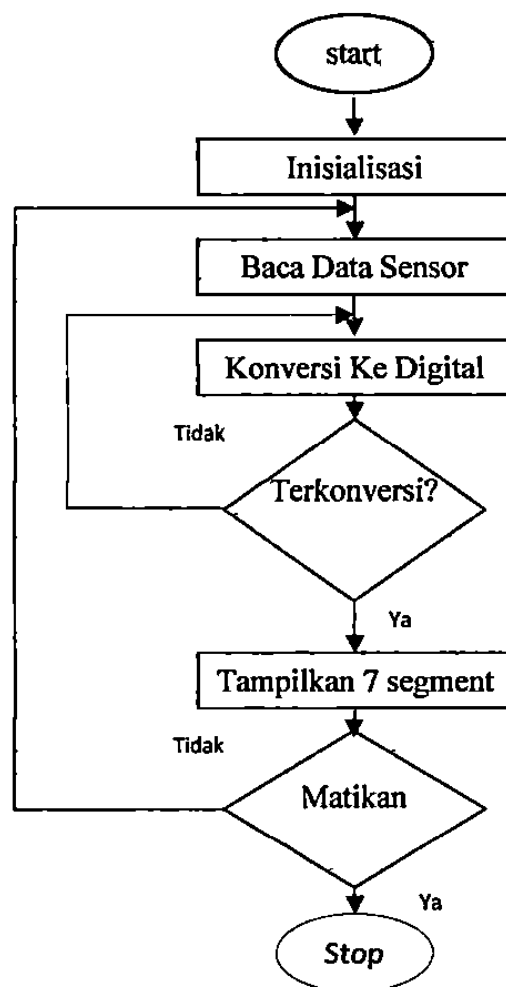 start
Inisialisasi
Baca Data Sensor
Konversi Ke Digital
Tidak
Terkonversi?
Ya
Tampilkan 7 segment
Tidak
Matikan
Ya
Stop